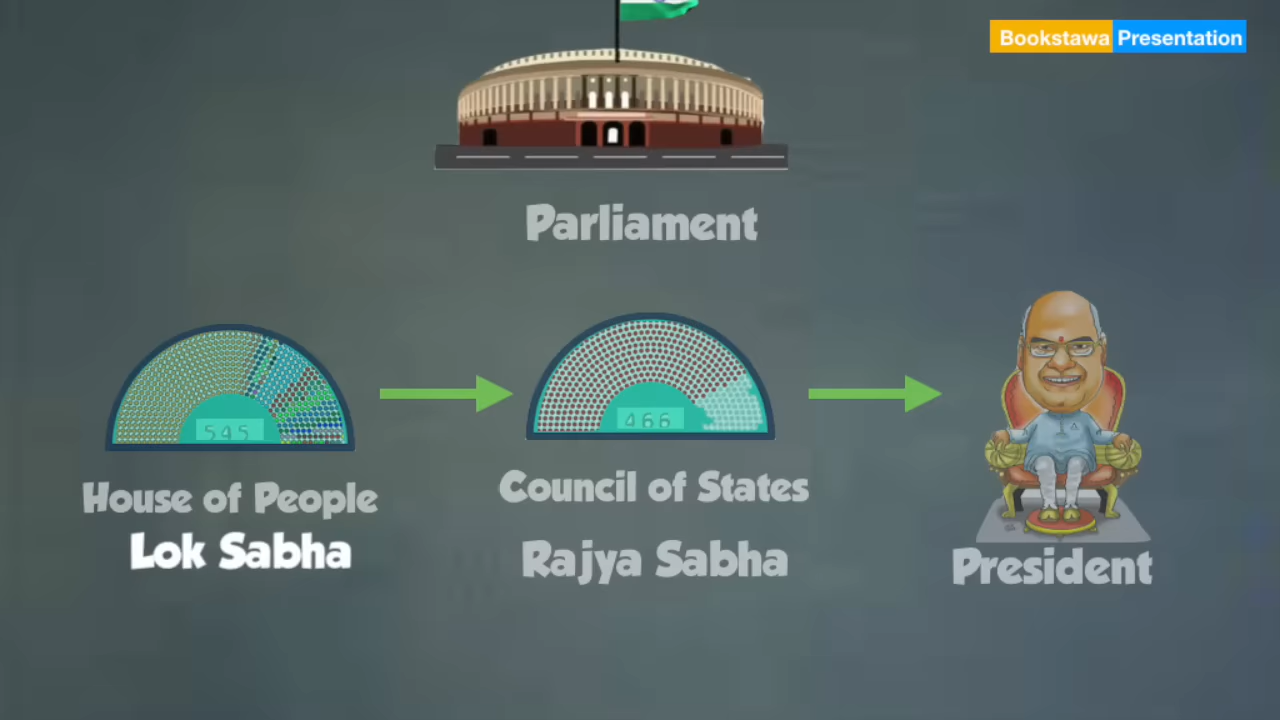 Bookstawa Presentation
Parliament
545
466
House of People
Lok Sabha
Council of States
Rajya Sabha
President